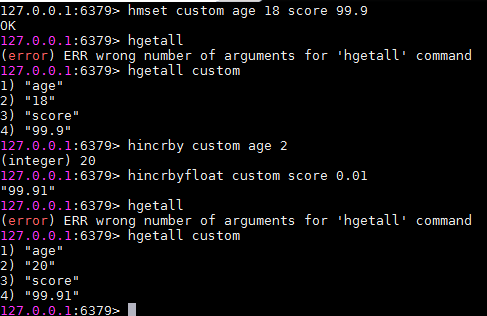 127.0.0.1:6379> hmset custom age 18 score 99.9
OK
127.0.0.1:6379> hgetall
(error) ERR wrong number of arguments for 'hgetall' command
127.0.0.1:6379> hgetall custom
1) "age"
2) "18"
3) "score"
4) "99.9"
127.0.0.1:6379> hincrby custom age 2
(integer) 20
127.0.0.1:6379> hincrbyfloat custom score 0.01
"99.91"
127.0.0.1:6379> hgetall
(error) ERR wrong number of arguments for 'hgetall' command
127.0.0.1:6379> hgetall custom
1) "age"
2) "20"
3) "score"
4) "99.91"
127.0.0.1:6379>